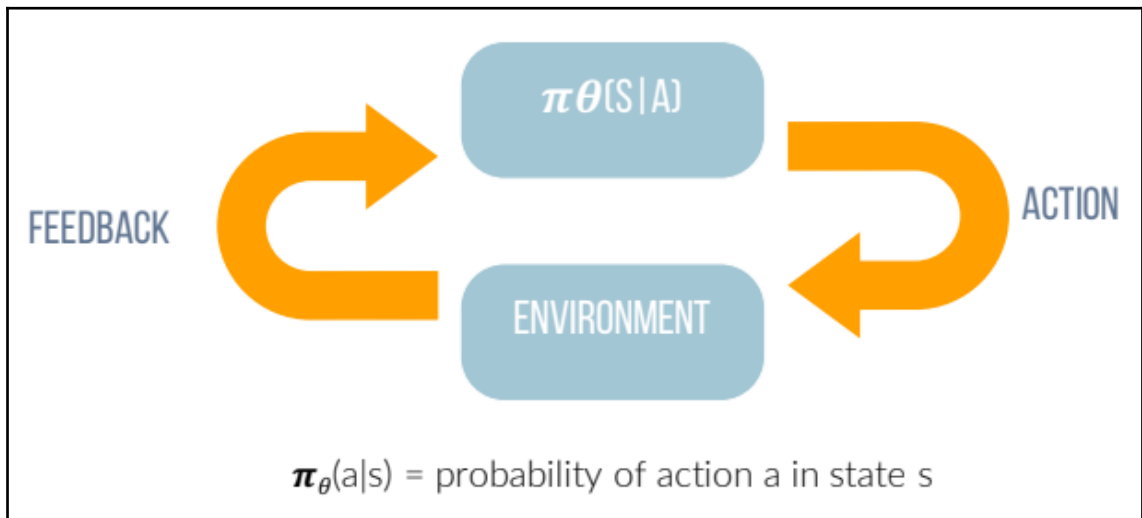 𝝅𝜽(S|A)
FEEDBACK
ACTION
ENVIRONMENT
𝝅𝜃(a|s) = probability of action a in state s